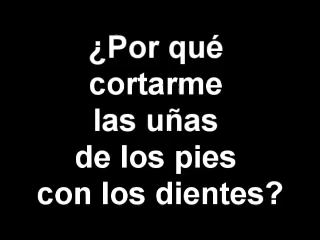 ¿Por qué
cortarme
las uñas
de los pies
con los dientes?